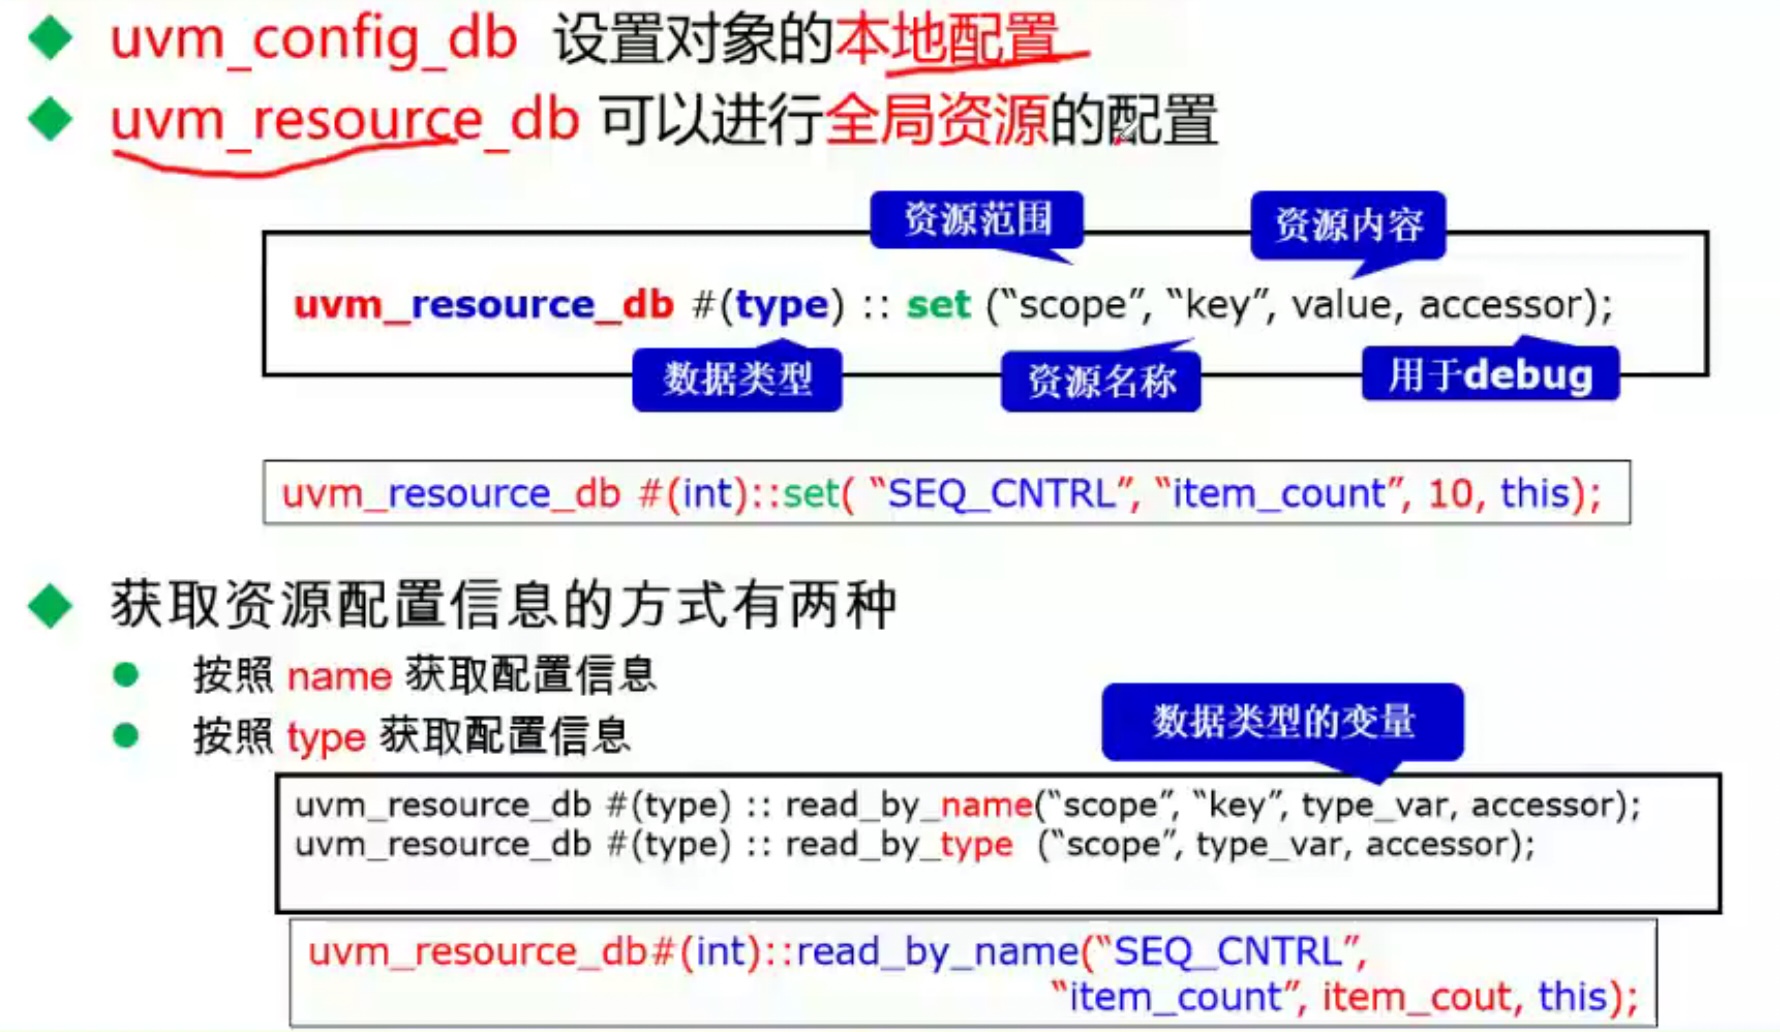 uvm_config_db 设置对象的本地配置
uvm_resource_db 可以进行全局资源的配置
资源范围 资源内容
uvm_resource_db #(type) :: set (“scope”, “key”, value, accessor);
数据类型 资源名称 用于debug
uvm_resource_db #(int)::set( “SEQ_CNTRL”, “item_count”, 10, this);
获取资源配置信息的方式有两种
按照 name 获取配置信息
按照 type 获取配置信息
数据类型的变量
uvm_resource_db #(type) :: read_by_name(“scope”, “key”, type_var, accessor);
uvm_resource_db #(type) :: read_by_type (“scope”, type_var, accessor);
uvm_resource_db#(int)::read_by_name(“SEQ_CNTRL”,
“item_count”, item_cout, this);